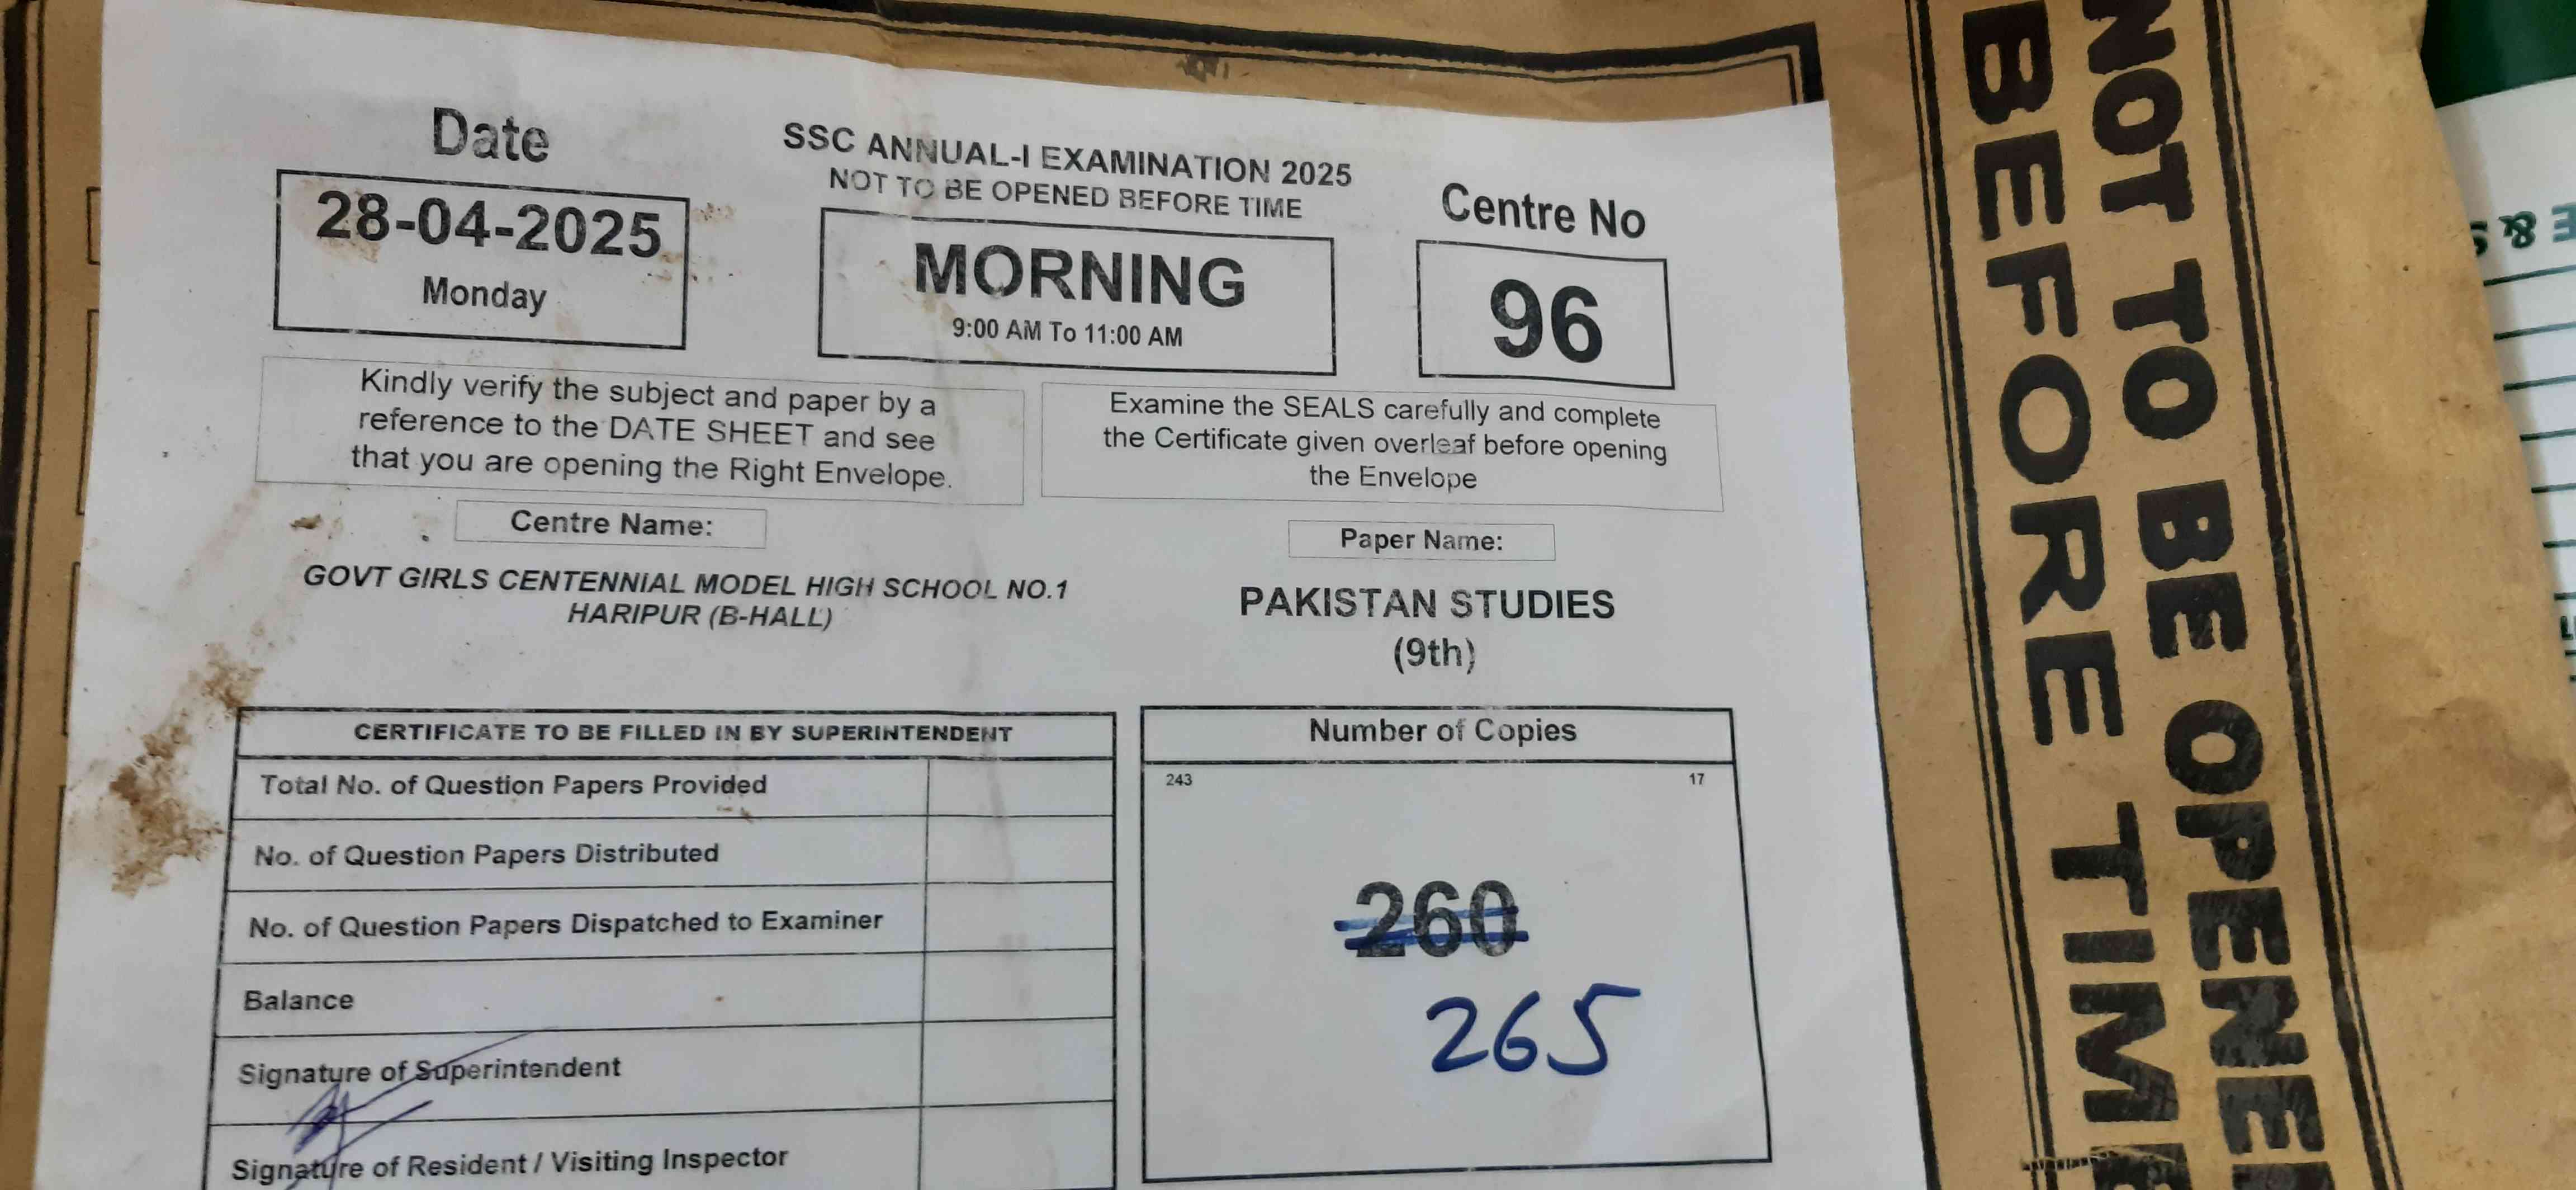 Date
28-04-2025
Monday
SSC ANNUAL-I EXAMINATION 2025
NOT TO BE OPENED BEFORE TIME
MORNING
9:00 AM To 11:00 AM
Centre No
96
Kindly verify the subject and paper by a
reference to the DATE SHEET and see
that you are opening the Right Envelope.
Examine the SEALS carefully and complete
the Certificate given overleaf before opening
the Envelope
Centre Name:
GOVT GIRLS CENTENNIAL MODEL HIGH SCHOOL NO.1
HARIPUR (B-HALL)
Paper Name:
PAKISTAN STUDIES
(9th)
CERTIFICATE TO BE FILLED IN BY SUPERINTENDENT
Total No. of Question Papers Provided
No. of Question Papers Distributed
No. of Question Papers Dispatched to Examiner
Balance
Signature of Superintendent
Signature of Resident / Visiting Inspector
Number of Copies
243 17
260
265
NOT TO BE OPENE
BEFORE TIME
E & S